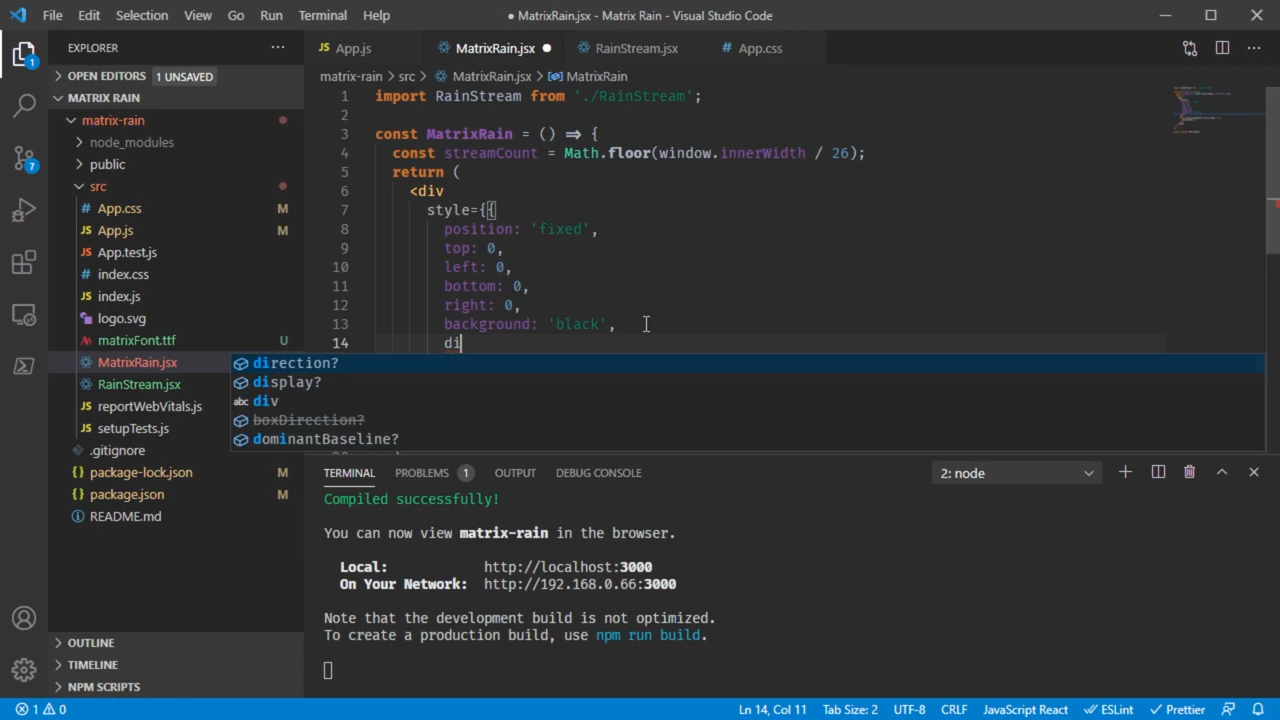 File Edit Selection View Go Run Terminal Help
● MatrixRain.jsx - Matrix Rain - Visual Studio Code
EXPLORER
OPEN EDITORS 1 UNSAVED
MATRIX RAIN
matrix-rain
node_modules
public
src
# App.css M
JS App.js M
JS App.test.js
# index.css
JS index.js
logo.svg
matrixFont.ttf U
MatrixRain.jsx
RainStream.jsx
JS reportWebVitals.js
JS setupTests.js
.gitignore
{} package-lock.json M
{} package.json M
README.md
OUTLINE
TIMELINE
NPM SCRIPTS
1
7
JS App.js MatrixRain.jsx ● RainStream.jsx # App.css
matrix-rain > src > MatrixRain.jsx > MatrixRain
1 import RainStream from './RainStream';
2
3 const MatrixRain = () => {
4 const streamCount = Math.floor(window.innerWidth / 26);
5 return (
6 <div
7 style={{
8 position: 'fixed',
9 top: 0,
10 left: 0,
11 bottom: 0,
12 right: 0,
13 background: 'black',
14 di
direction?
display?
abc div
boxDirection?
dominantBaseline?
TERMINAL PROBLEMS 1 OUTPUT DEBUG CONSOLE 2: node
Compiled successfully!
You can now view matrix-rain in the browser.
Local: http://localhost:3000
On Your Network: http://192.168.0.66:3000
Note that the development build is not optimized.
To create a production build, use npm run build.
1 0 Ln 14, Col 11 Tab Size: 2 UTF-8 CRLF JavaScript React ESLint Prettier